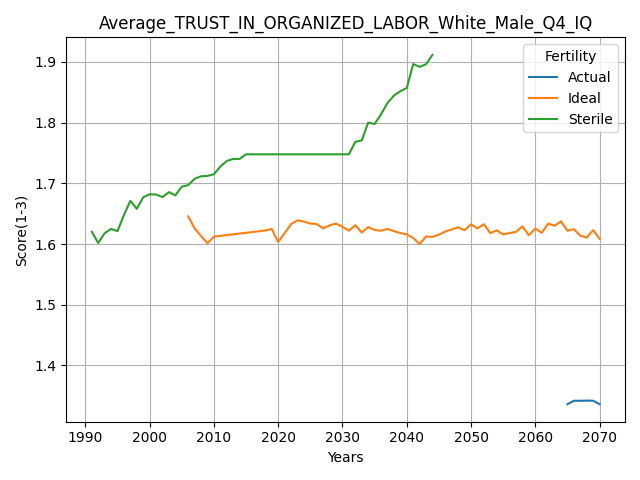 Average_TRUST_IN_ORGANIZED_LABOR_White_Male_Q4_IQ
Fertility
Actual
Ideal
Sterile
1.9
1.8
1.7
1.6
1.5
1.4
Score(1-3)
1990 2000 2010 2020 2030 2040 2050 2060 2070
Years